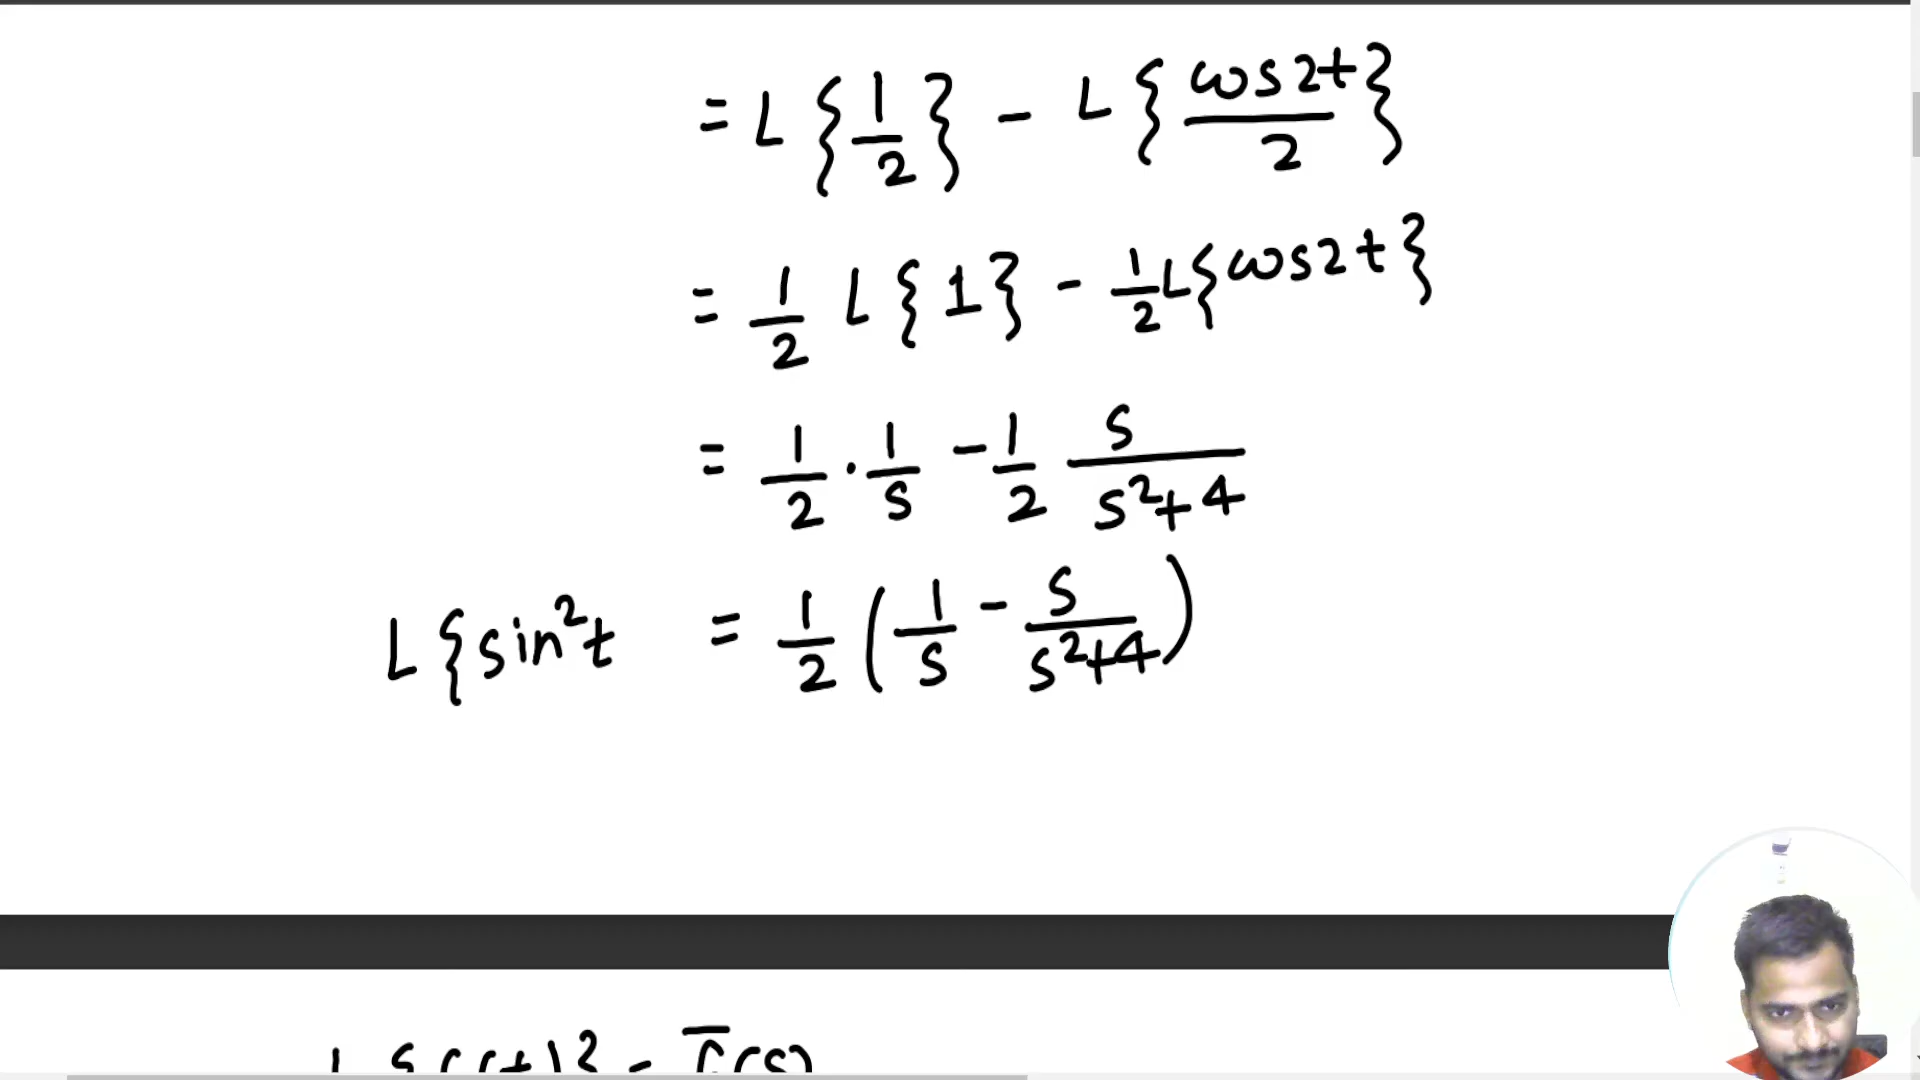 = L{1/2} - L{cos2t/2}
= 1/2 L{1} - 1/2 L{cos2t}
= 1/2 · 1/s - 1/2 s/s²+4
L{sin²t = 1/2 (1/s - s/s²+4)